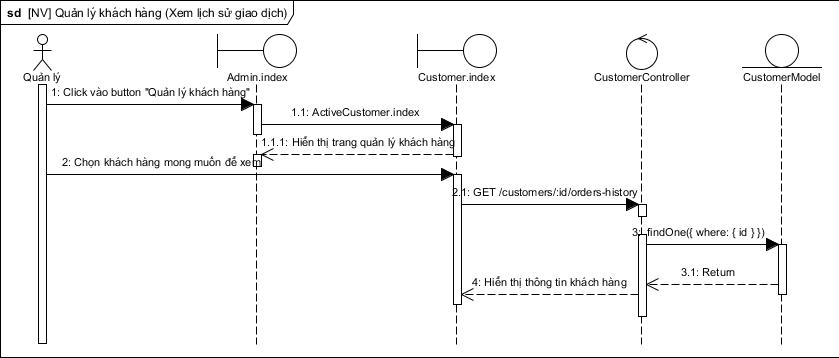 sd [NV] Quản lý khách hàng (Xem lịch sử giao dịch)
Quản lý
Admin.index
Customer.index
CustomerController
CustomerModel
1: Click vào button "Quản lý khách hàng"
1.1: ActiveCustomer.index
1.1.1: Hiển thị trang quản lý khách hàng
2: Chọn khách hàng mong muốn để xem
2.1: GET /customers/:id/orders-history
3: findOne({ where: { id } })
3.1: Return
4: Hiển thị thông tin khách hàng